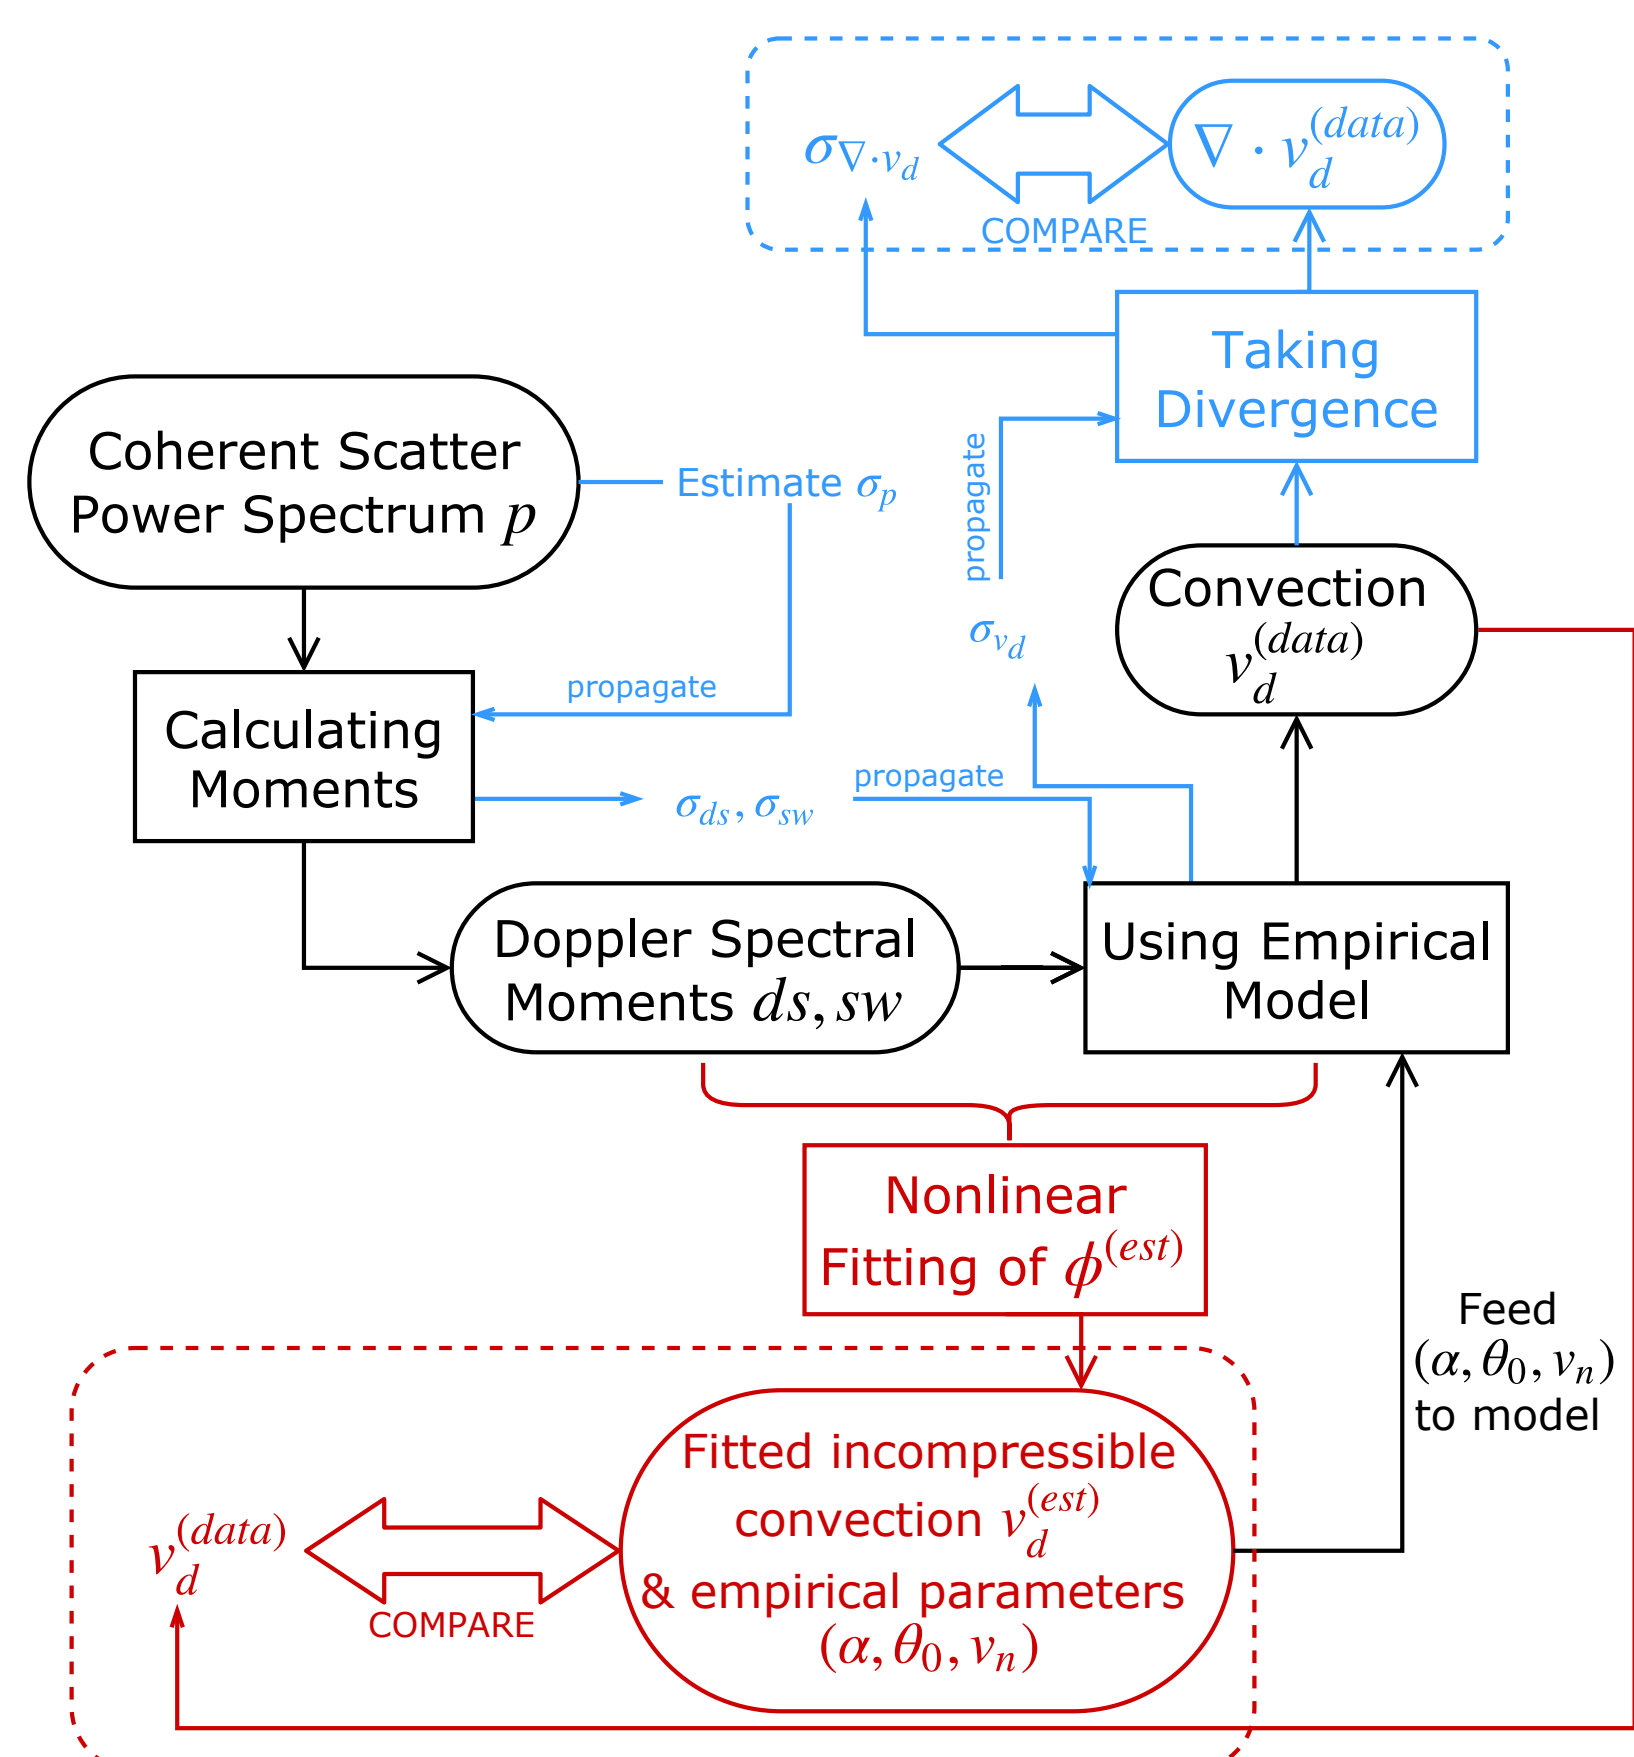 σ∇·v_d
∇ · v_d^(data)
COMPARE
Taking
Divergence
Coherent Scatter
Power Spectrum p
Estimate σ_p
propagate
Convection
v_d^(data)
σ_v_d
propagate
Calculating
Moments
propagate
σ_ds, σ_sw
Doppler Spectral
Moments ds, sw
Using Empirical
Model
Nonlinear
Fitting of ϕ^(est)
Feed
(α, θ_0, v_n)
to model
Fitted incompressible
convection v_d^(est)
& empirical parameters
(α, θ_0, v_n)
v_d^(data)
COMPARE